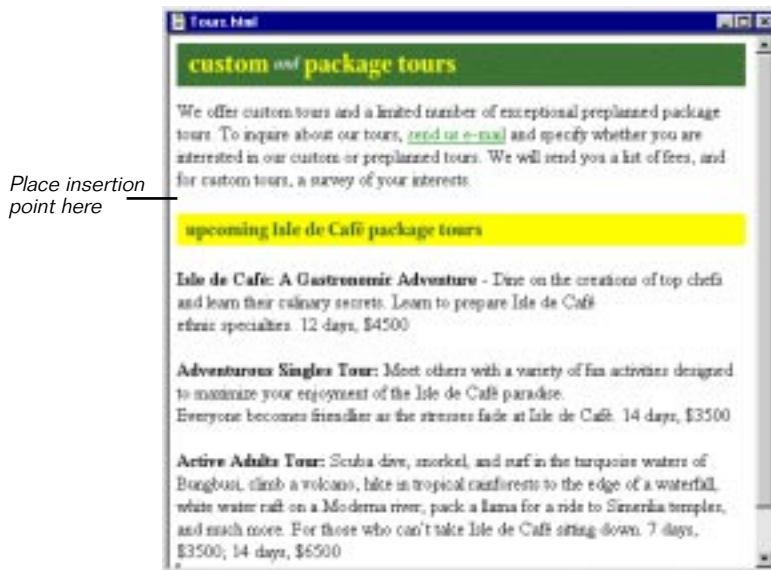 Tours.html
custom and package tours
We offer custom tours and a limited number of exceptional preplanned package
tours. To inquire about our tours, send us e-mail and specify whether you are
interested in our custom or preplanned tours. We will send you a list of fees, and
for custom tours, a survey of your interests.
Place insertion
point here
upcoming Isle de Café package tours
Isle de Café: A Gastronomic Adventure - Dine on the creations of top chefs
and learn their culinary secrets. Learn to prepare Isle de Café
ethnic specialties. 12 days, $4500
Adventurous Singles Tour: Meet others with a variety of fun activities designed
to maximize your enjoyment of the Isle de Café paradise.
Everyone becomes friendlier as the stresses fade at Isle de Café. 14 days, $3500
Active Adults Tour: Scuba dive, snorkel, and surf in the turquoise waters of
Bungbusi, climb a volcano, hike in tropical rainforests to the edge of a waterfall,
white water raft on a Moderna river, pack a llama for a ride to Simerika temples,
and much more. For those who can't take Isle de Café sitting down. 7 days,
$3500; 14 days, $6500